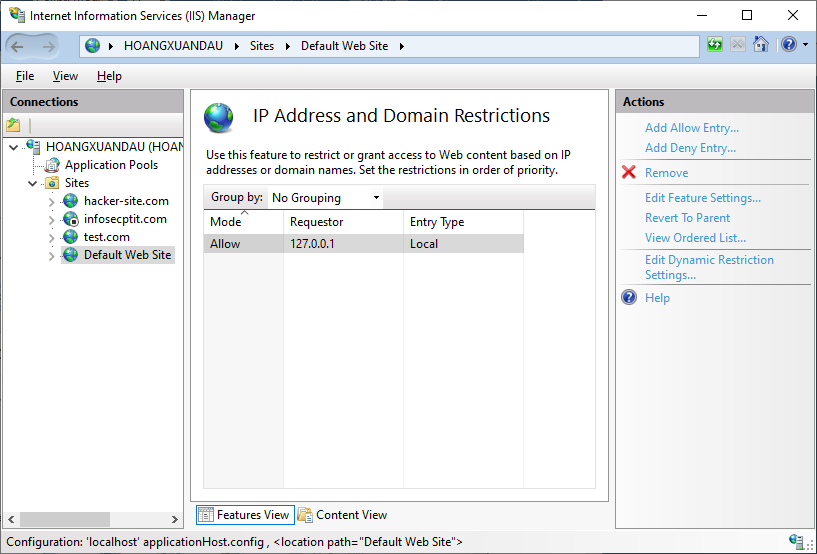 Internet Information Services (IIS) Manager
HOANGXUANDAU
Sites
Default Web Site
File View Help
Connections
HOANGXUANDAU (HOAN
Application Pools
Sites
hacker-site.com
infosecptit.com
test.com
Default Web Site
IP Address and Domain Restrictions
Use this feature to restrict or grant access to Web content based on IP
addresses or domain names. Set the restrictions in order of priority.
Group by: No Grouping
Mode Requestor Entry Type
Allow 127.0.0.1 Local
Features View Content View
Actions
Add Allow Entry...
Add Deny Entry...
Remove
Edit Feature Settings...
Revert To Parent
View Ordered List...
Edit Dynamic Restriction
Settings...
Help
Configuration: 'localhost' applicationHost.config , <location path="Default Web Site">